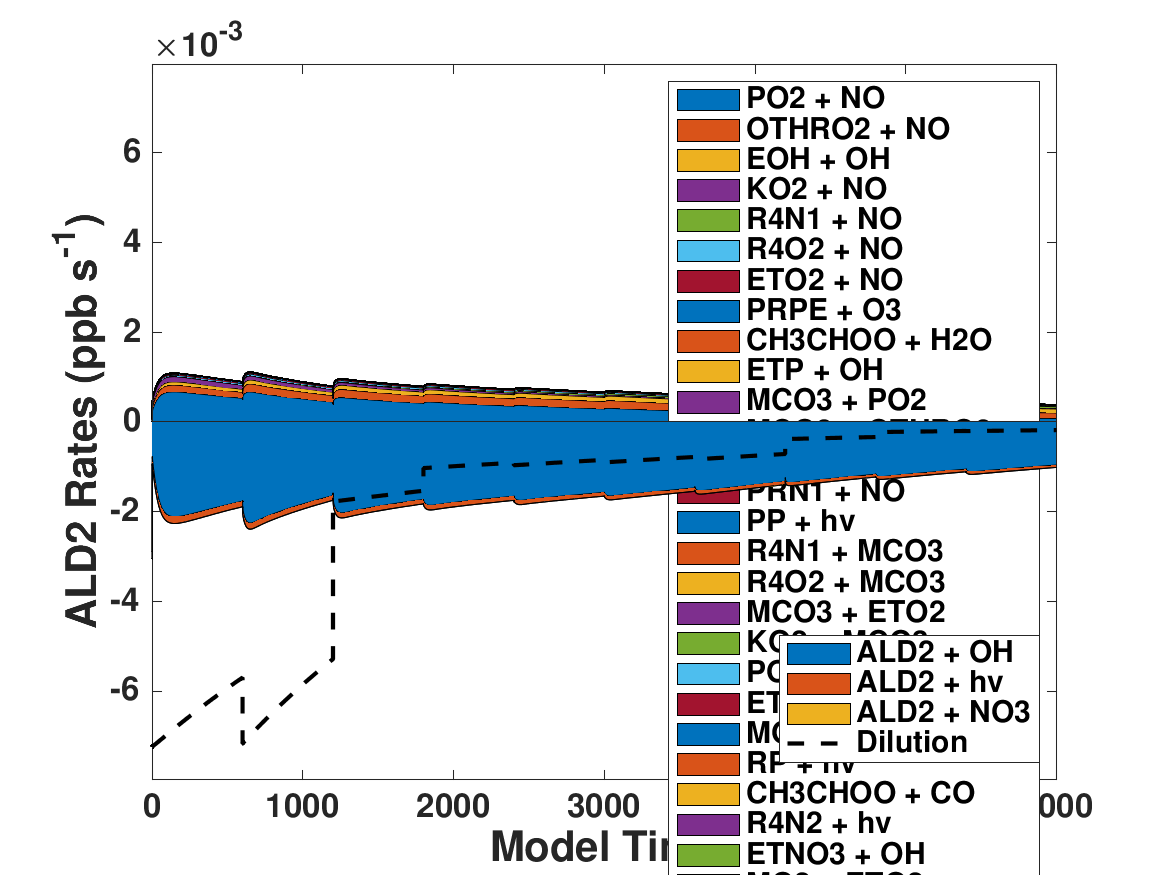 ×10-3
ALD2 Rates (ppb s-1)
6
4
2
0
-2
-4
-6
PO2 + NO
OTHRO2 + NO
EOH + OH
KO2 + NO
R4N1 + NO
R4O2 + NO
ETO2 + NO
PRPE + O3
CH3CHOO + H2O
ETP + OH
MCO3 + PO2
PRN1 + NO
PP + hv
R4N1 + MCO3
R4O2 + MCO3
MCO3 + ETO2
RP + hv
CH3CHOO + CO
R4N2 + hv
ETNO3 + OH
ALD2 + OH
ALD2 + hv
ALD2 + NO3
Dilution
0 1000 2000 3000 000
Model